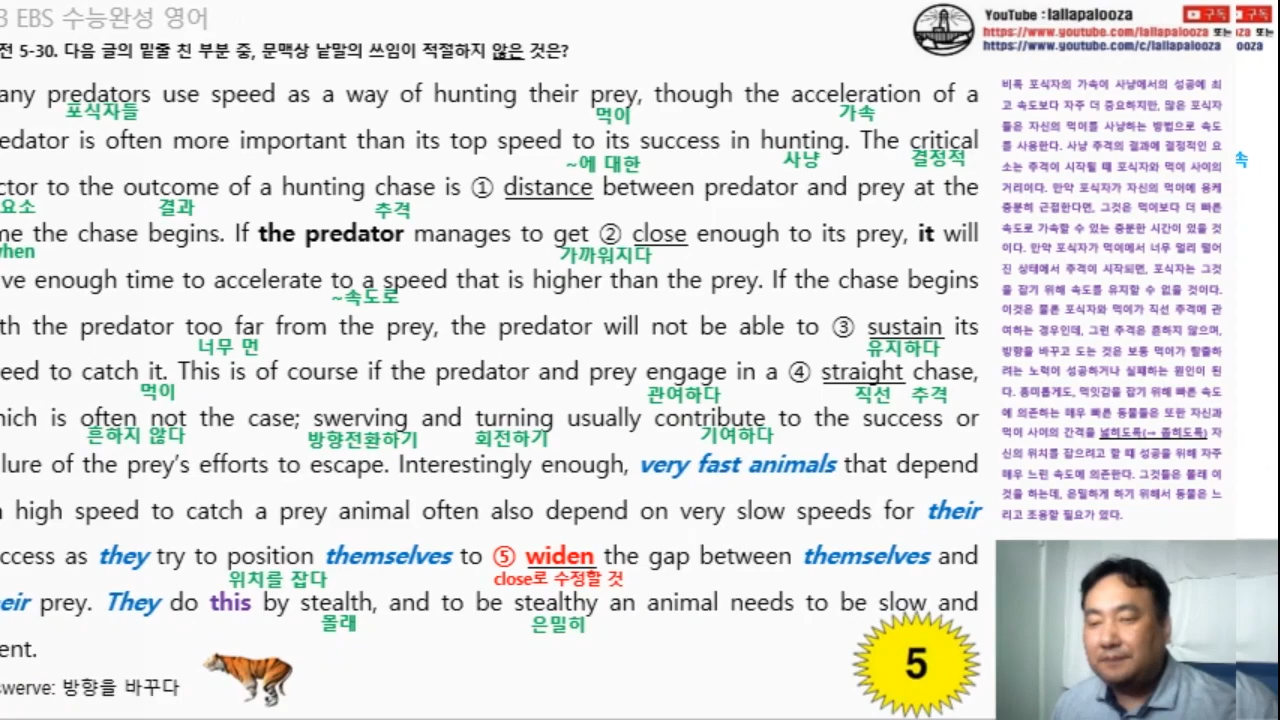 3 EBS 수능완성 영어
YouTube : lallapalooza
구독
구독
https://www.youtube.com/lallapalooza 또는
또는
https://www.youtube.com/c/lallapalooza
ooza
전 5-30. 다음 글의 밑줄 친 부분 중, 문맥상 낱말의 쓰임이 적절하지 않은 것은?
any predators use speed as a way of hunting their prey, though the acceleration of a
포식자들 먹이 가속
edator is often more important than its top speed to its success in hunting. The critical
~에 대한 사냥 결정적
ctor to the outcome of a hunting chase is ① distance between predator and prey at the
요소 결과 추격
me the chase begins. If the predator manages to get ② close enough to its prey, it will
when 가까워지다
ve enough time to accelerate to a speed that is higher than the prey. If the chase begins
~속도로
th the predator too far from the prey, the predator will not be able to ③ sustain its
너무 먼 유지하다
eed to catch it. This is of course if the predator and prey engage in a ④ straight chase,
먹이 관여하다 직선 추격
hich is often not the case; swerving and turning usually contribute to the success or
흔하지 않다 방향전환하기 회전하기 기여하다
ilure of the prey's efforts to escape. Interestingly enough, very fast animals that depend
n high speed to catch a prey animal often also depend on very slow speeds for their
ccess as they try to position themselves to ⑤ widen the gap between themselves and
위치를 잡다 close로 수정할 것
eir prey. They do this by stealth, and to be stealthy an animal needs to be slow and
몰래 은밀히
ent.
swerve: 방향을 바꾸다
5
비록 포식자의 가속이 사냥에서의 성공에 최
고 속도보다 자주 더 중요하지만, 많은 포식자
들은 자신의 먹이를 사냥하는 방법으로 속도
를 사용한다. 사냥 추격의 결과에 결정적인 요
소는 추격이 시작될 때 포식자와 먹이 사이의
거리이다. 만약 포식자가 자신의 먹이에 용케
충분히 근접한다면, 그것은 먹이보다 더 빠른
속도로 가속할 수 있는 충분한 시간이 있을 것
이다. 만약 포식자가 먹이에서 너무 멀리 떨어
진 상태에서 추격이 시작되면, 포식자는 그것
을 잡기 위해 속도를 유지할 수 없을 것이다.
이것은 물론 포식자와 먹이가 직선 추격에 관
여하는 경우인데, 그런 추격은 흔하지 않으며,
방향을 바꾸고 도는 것은 보통 먹이가 탈출하
려는 노력이 성공하거나 실패하는 원인이 된
다. 흥미롭게도, 먹잇감을 잡기 위해 빠른 속도
에 의존하는 매우 빠른 동물들은 또한 자신과
먹이 사이의 간격을 넓히도록(→ 좁히도록) 자
신의 위치를 잡으려고 할 때 성공을 위해 자주
매우 느린 속도에 의존한다. 그것들은 몰래 이
것을 하는데, 은밀하게 하기 위해서 동물은 느
리고 조용할 필요가 있다.
속